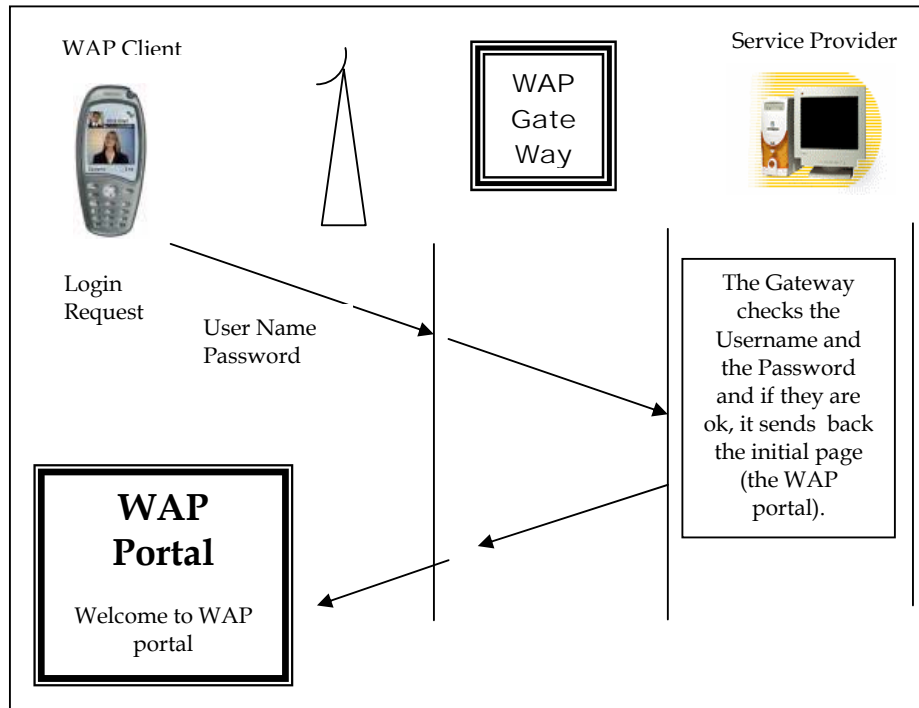 WAP Client
Service Provider
WAP
Gate
Way
Login
Request
User Name
Password
The Gateway
checks the
Username and
the Password
and if they are
ok, it sends back
the initial page
(the WAP
portal).
WAP
Portal
Welcome to WAP
portal